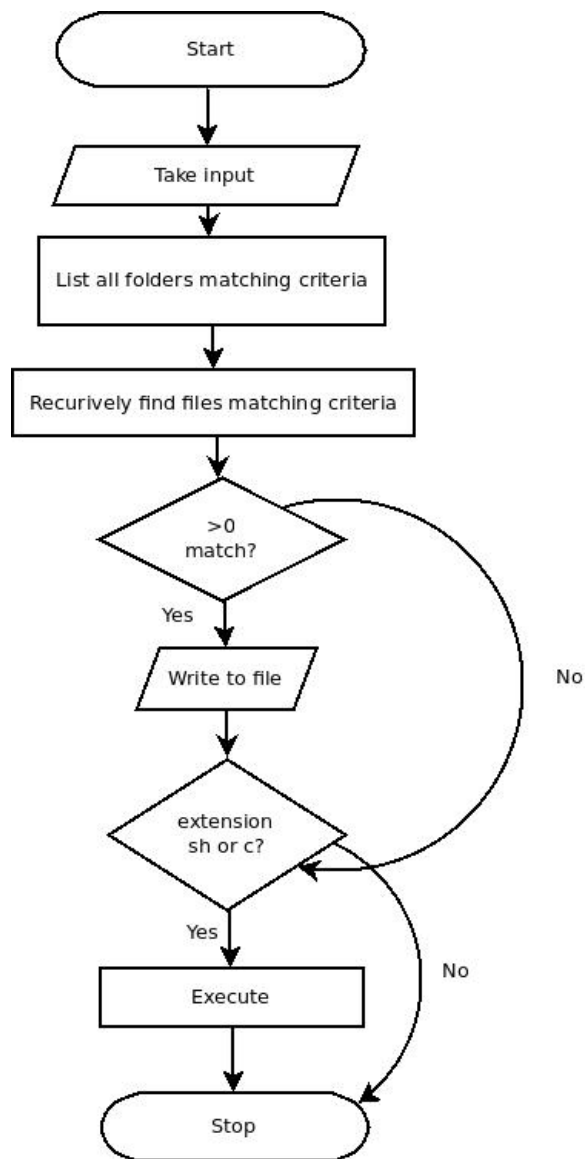 Start
Take input
List all folders matching criteria
Recurively find files matching criteria
>0
match?
Yes
No
Write to file
extension
sh or c?
Yes
No
Execute
Stop